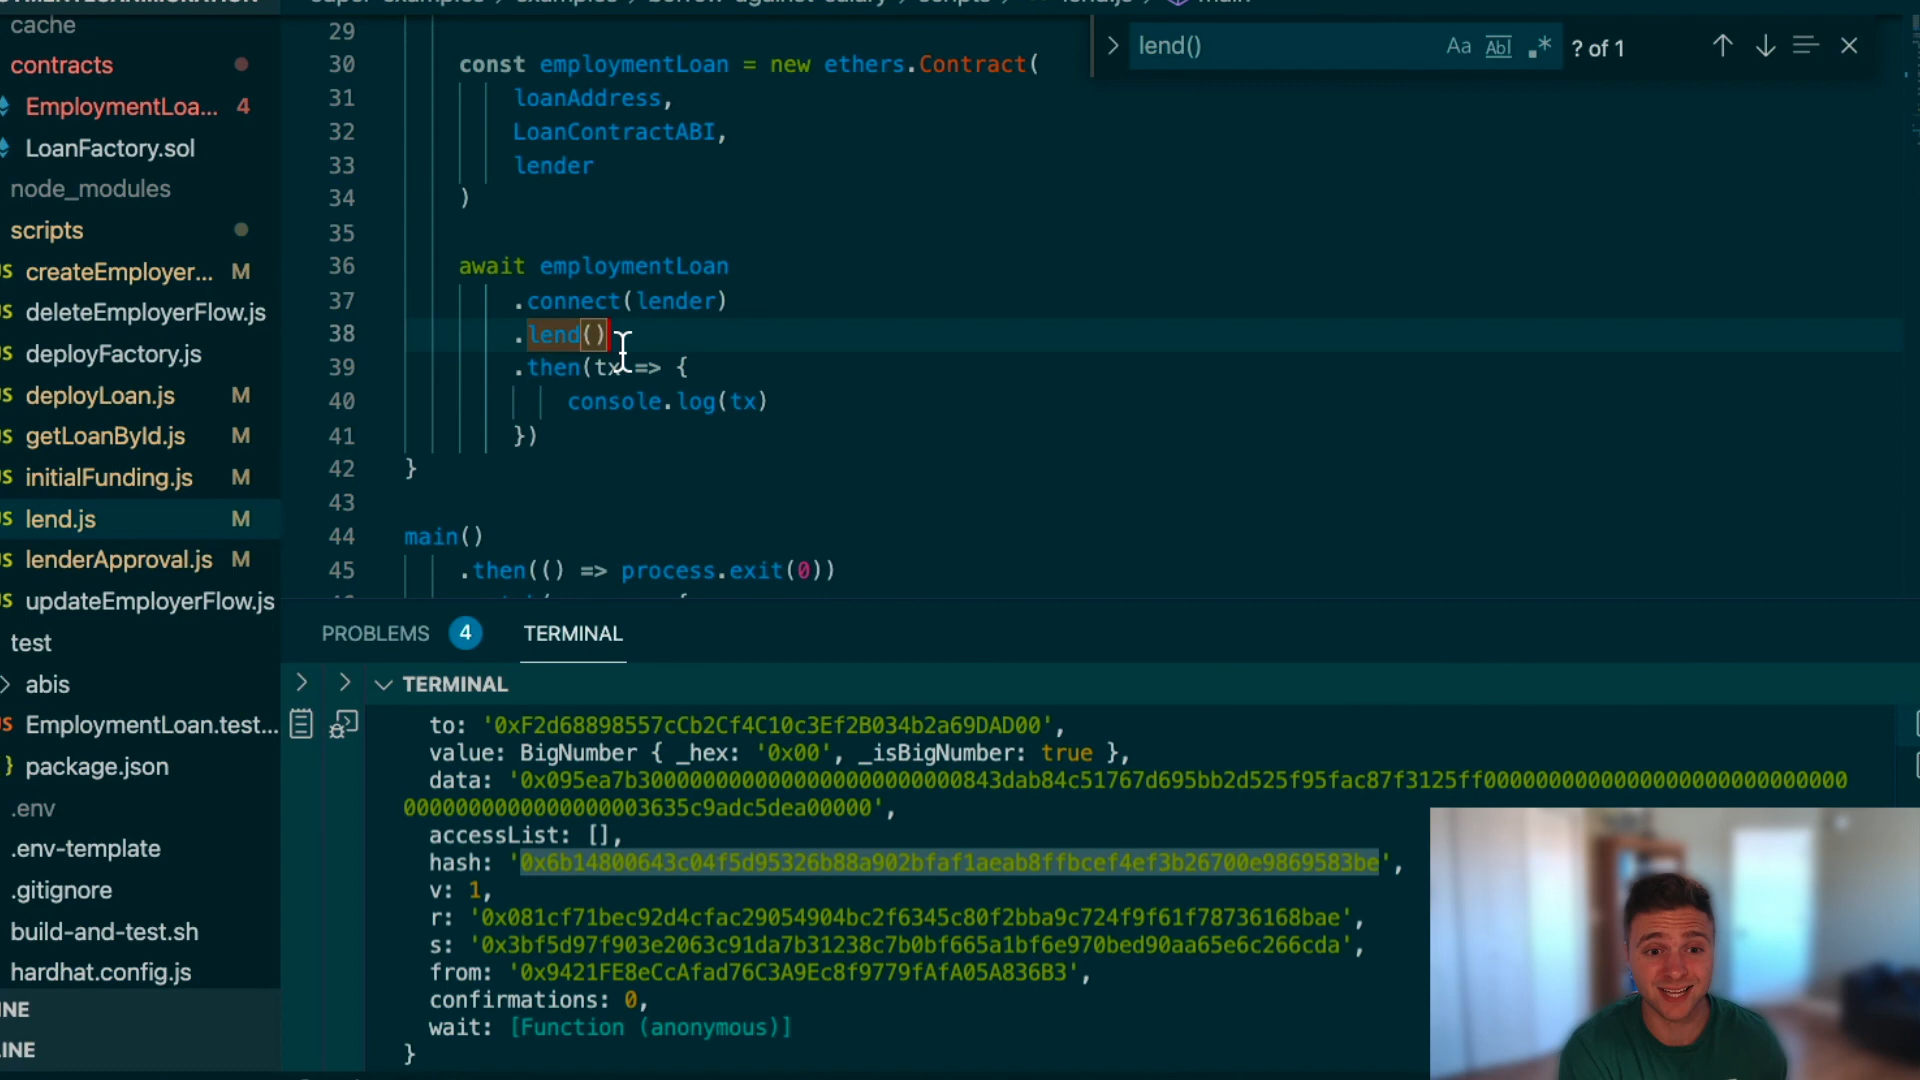 cache
contracts
EmploymentLoa... 4
LoanFactory.sol
node_modules
scripts
createEmployer... M
deleteEmployerFlow.js
deployFactory.js
deployLoan.js M
getLoanById.js M
initialFunding.js M
lend.js M
lenderApproval.js M
updateEmployerFlow.js
test
abis
EmploymentLoan.test...
package.json
.env
.env-template
.gitignore
build-and-test.sh
hardhat.config.js
INE
INE
lend()
Aa Abl .* ? of 1
29
30 const employmentLoan = new ethers.Contract(
31 loanAddress,
32 LoanContractABI,
33 lender
34 )
35
36 await employmentLoan
37 .connect(lender)
38 .lend()
39 .then(tx => {
40 console.log(tx)
41 })
42 }
43
44 main()
45 .then(() => process.exit(0))
PROBLEMS 4 TERMINAL
TERMINAL
to: '0xF2d68898557cCb2Cf4C10c3Ef2B034b2a69DAD00',
value: BigNumber { _hex: '0x00', _isBigNumber: true },
accessList: [],
hash: '0x6b14800643c04f5d95326b88a902bfaf1aeab8ffbcef4ef3b26700e9869583be',
v: 1,
r: '0x081cf71bec92d4cfac29054904bc2f6345c80f2bba9c724f9f61f78736168bae',
s: '0x3bf5d97f903e2063c91da7b31238c7b0bf665a1bf6e970bed90aa65e6c266cda',
from: '0x9421FE8eCcAfad76C3A9Ec8f9779fAfA05A836B3',
confirmations: 0,
wait: [Function (anonymous)]
}